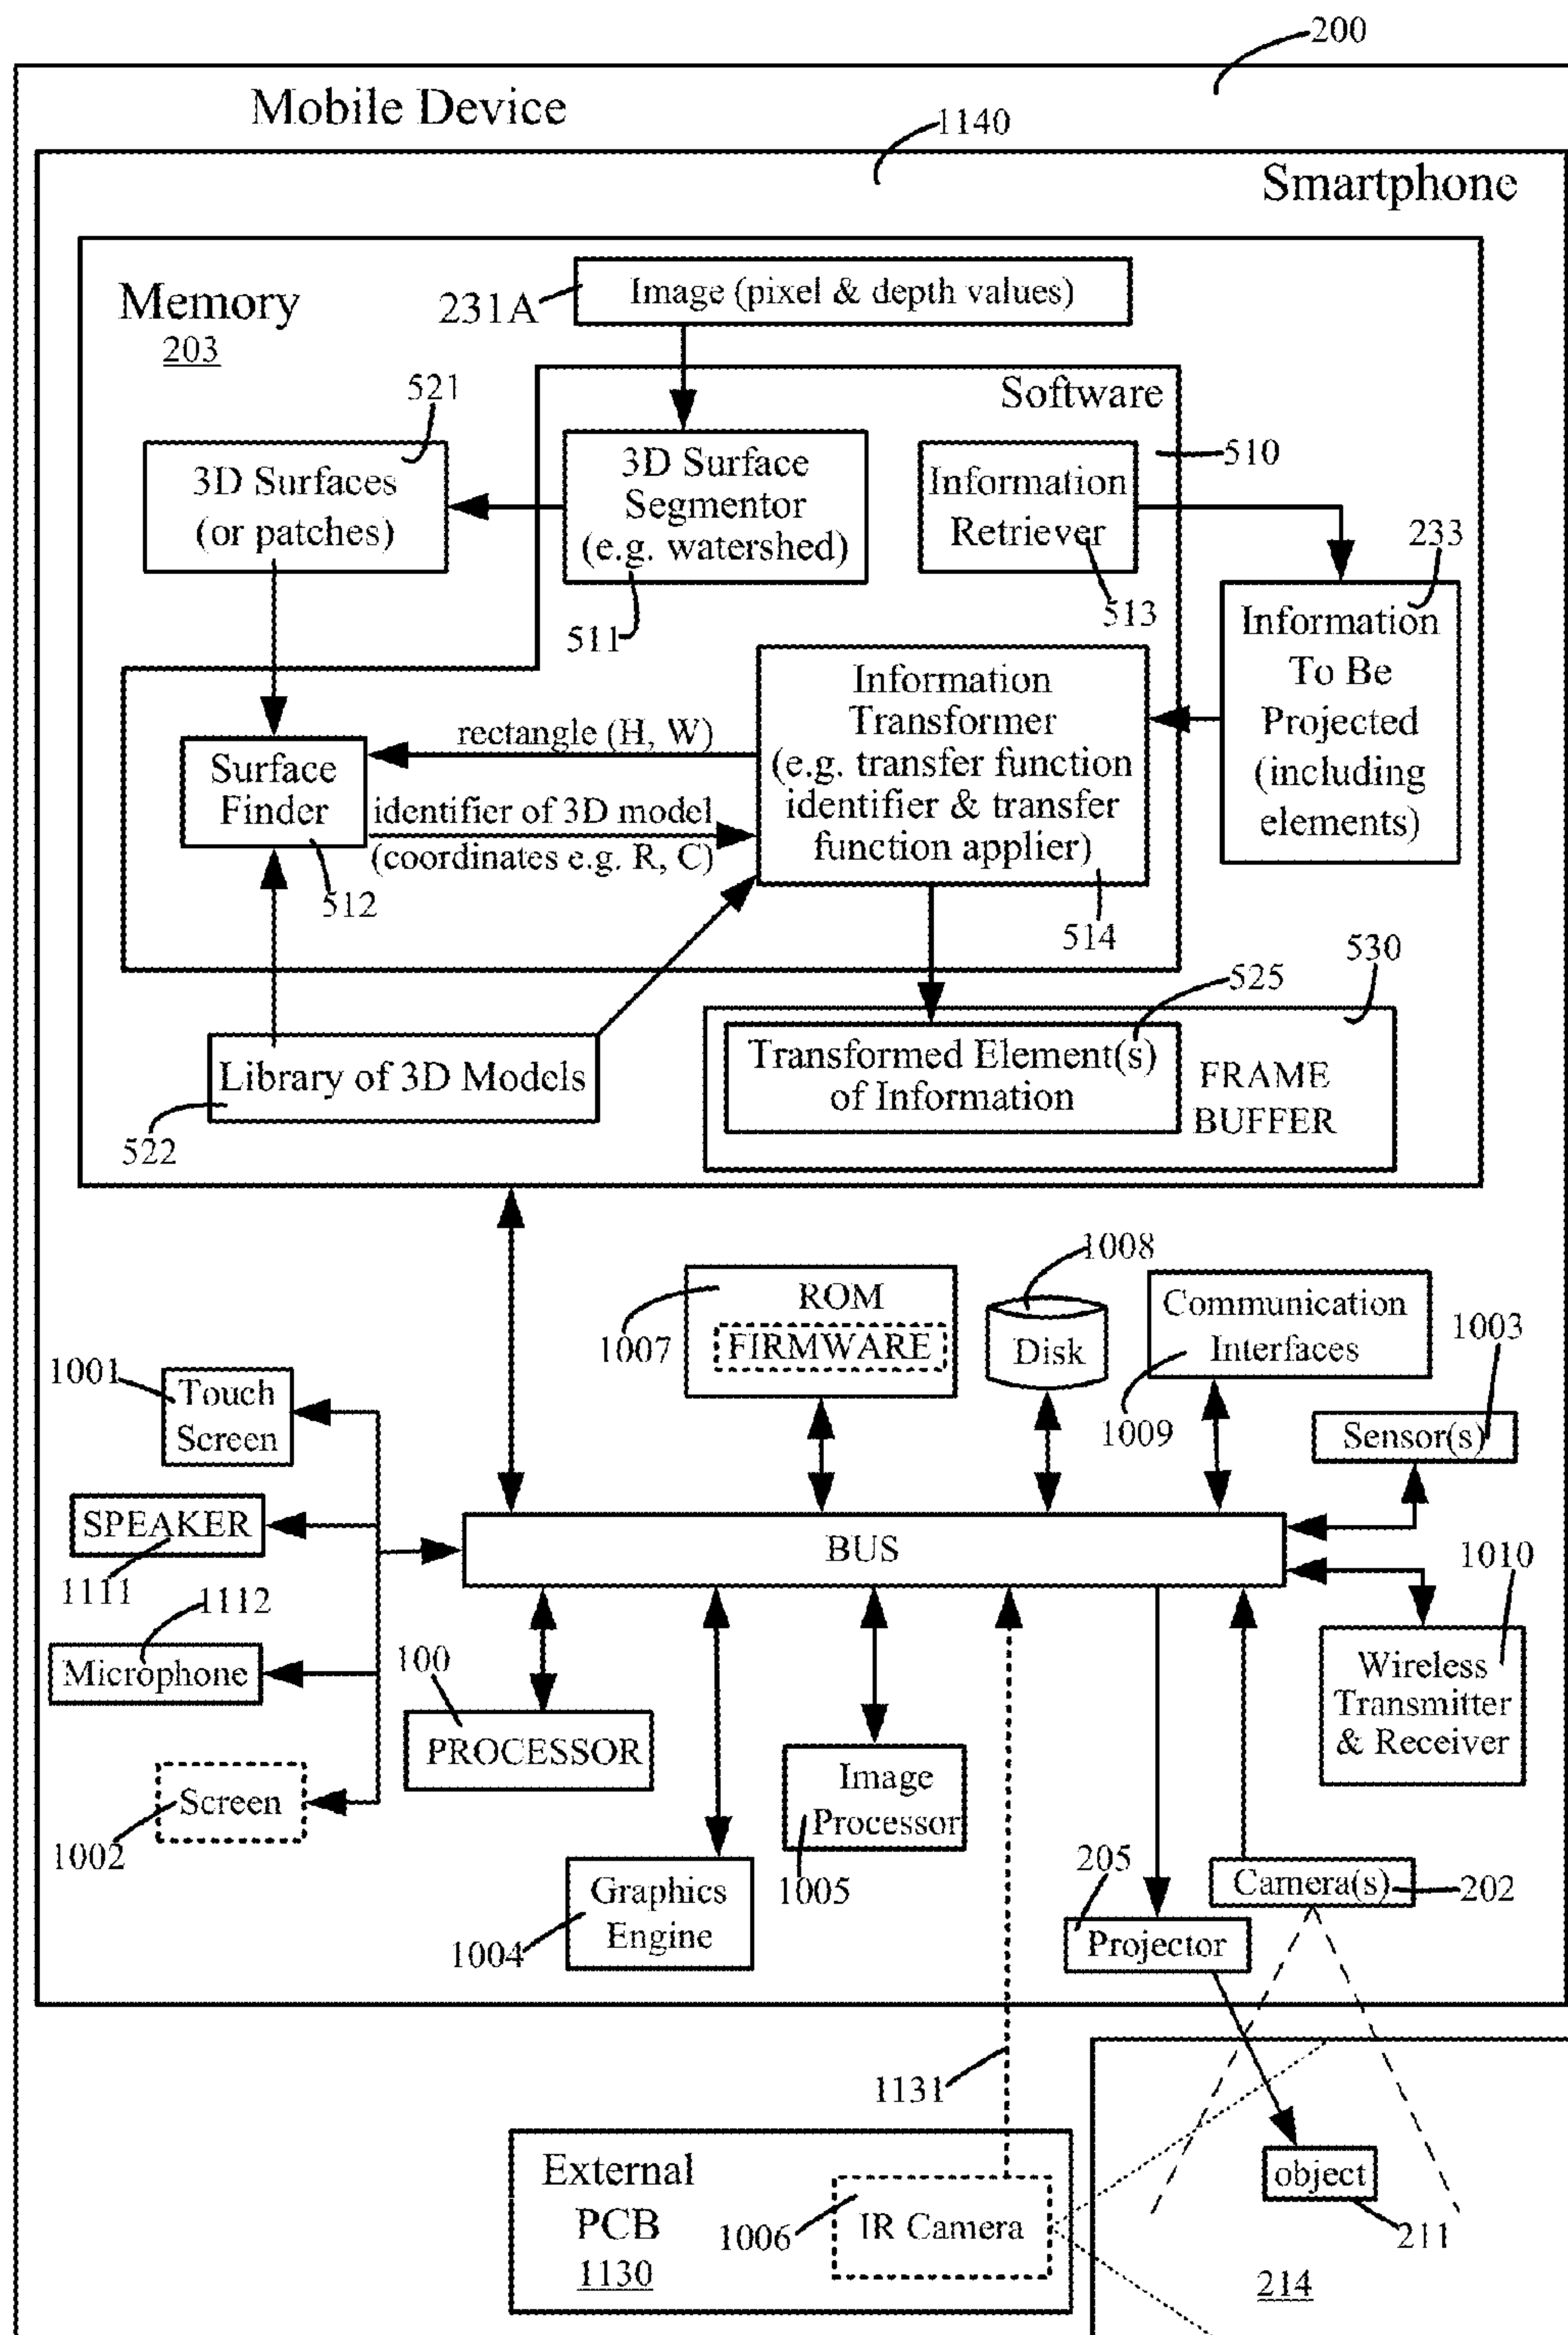 200
Mobile Device
1140
Smartphone
Memory
203
231A
Image (pixel & depth values)
Software
521
3D Surfaces
(or patches)
3D Surface
Segmentor
(e.g. watershed)
511
Information
Retriever
513
510
233
Information
To Be
Projected
(including
elements)
Information
Transformer
(e.g. transfer function
identifier & transfer
function applier)
514
rectangle (H, W)
Surface
Finder
512
identifier of 3D model
(coordinates e.g. R, C)
530
525
Library of 3D Models
522
Transformed Element(s)
of Information
FRAME
BUFFER
1008
ROM
FIRMWARE
1007
Disk
Communication
Interfaces
1009
1003
Sensor(s)
1001
Touch
Screen
SPEAKER
1111
BUS
1010
1112
Microphone
Wireless
Transmitter
& Receiver
100
PROCESSOR
Image
Processor
1005
Screen
1002
Graphics
Engine
1004
205
Projector
Camera(s)
202
1131
External
PCB
1130
1006
IR Camera
object
211
214